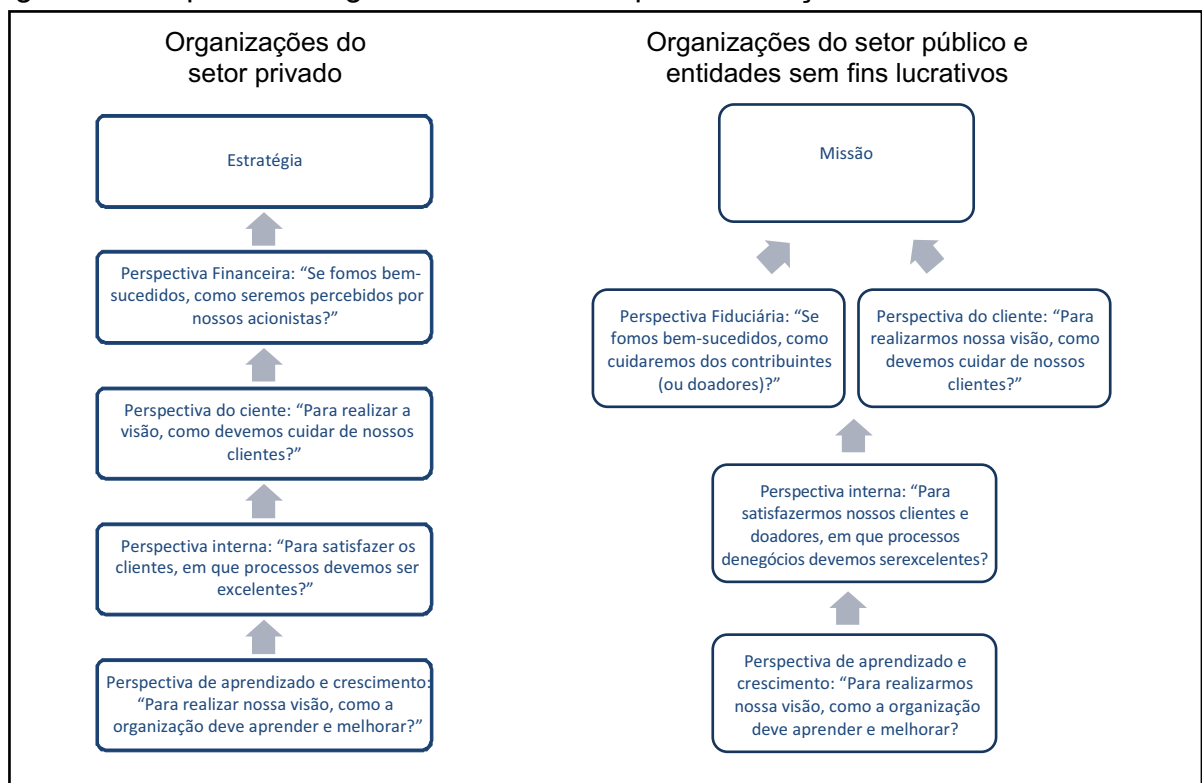 Organizações do
setor privado
Estratégia
Perspectiva Financeira: “Se fomos bem-
sucedidos, como seremos percebidos por
nossos acionistas?”
Perspectiva do ciente: “Para realizar a
visão, como devemos cuidar de nossos
clientes?”
Perspectiva interna: “Para satisfazer os
clientes, em que processos devemos ser
excelentes?”
Perspectiva de aprendizado e crescimento:
“Para realizar nossa visão, como a
organização deve aprender e melhorar?”
Organizações do setor público e
entidades sem fins lucrativos
Missão
Perspectiva Fiduciária: “Se
fomos bem-sucedidos, como
cuidaremos dos contribuintes
(ou doadores)?”
Perspectiva do cliente: “Para
realizarmos nossa visão, como
devemos cuidar de nossos
clientes?”
Perspectiva interna: “Para
satisfazermos nossos clientes e
doadores, em que processos
denegócios devemos serexcelentes?
Perspectiva de aprendizado e
crescimento: “Para realizarmos
nossa visão, como a organização
deve aprender e melhorar?